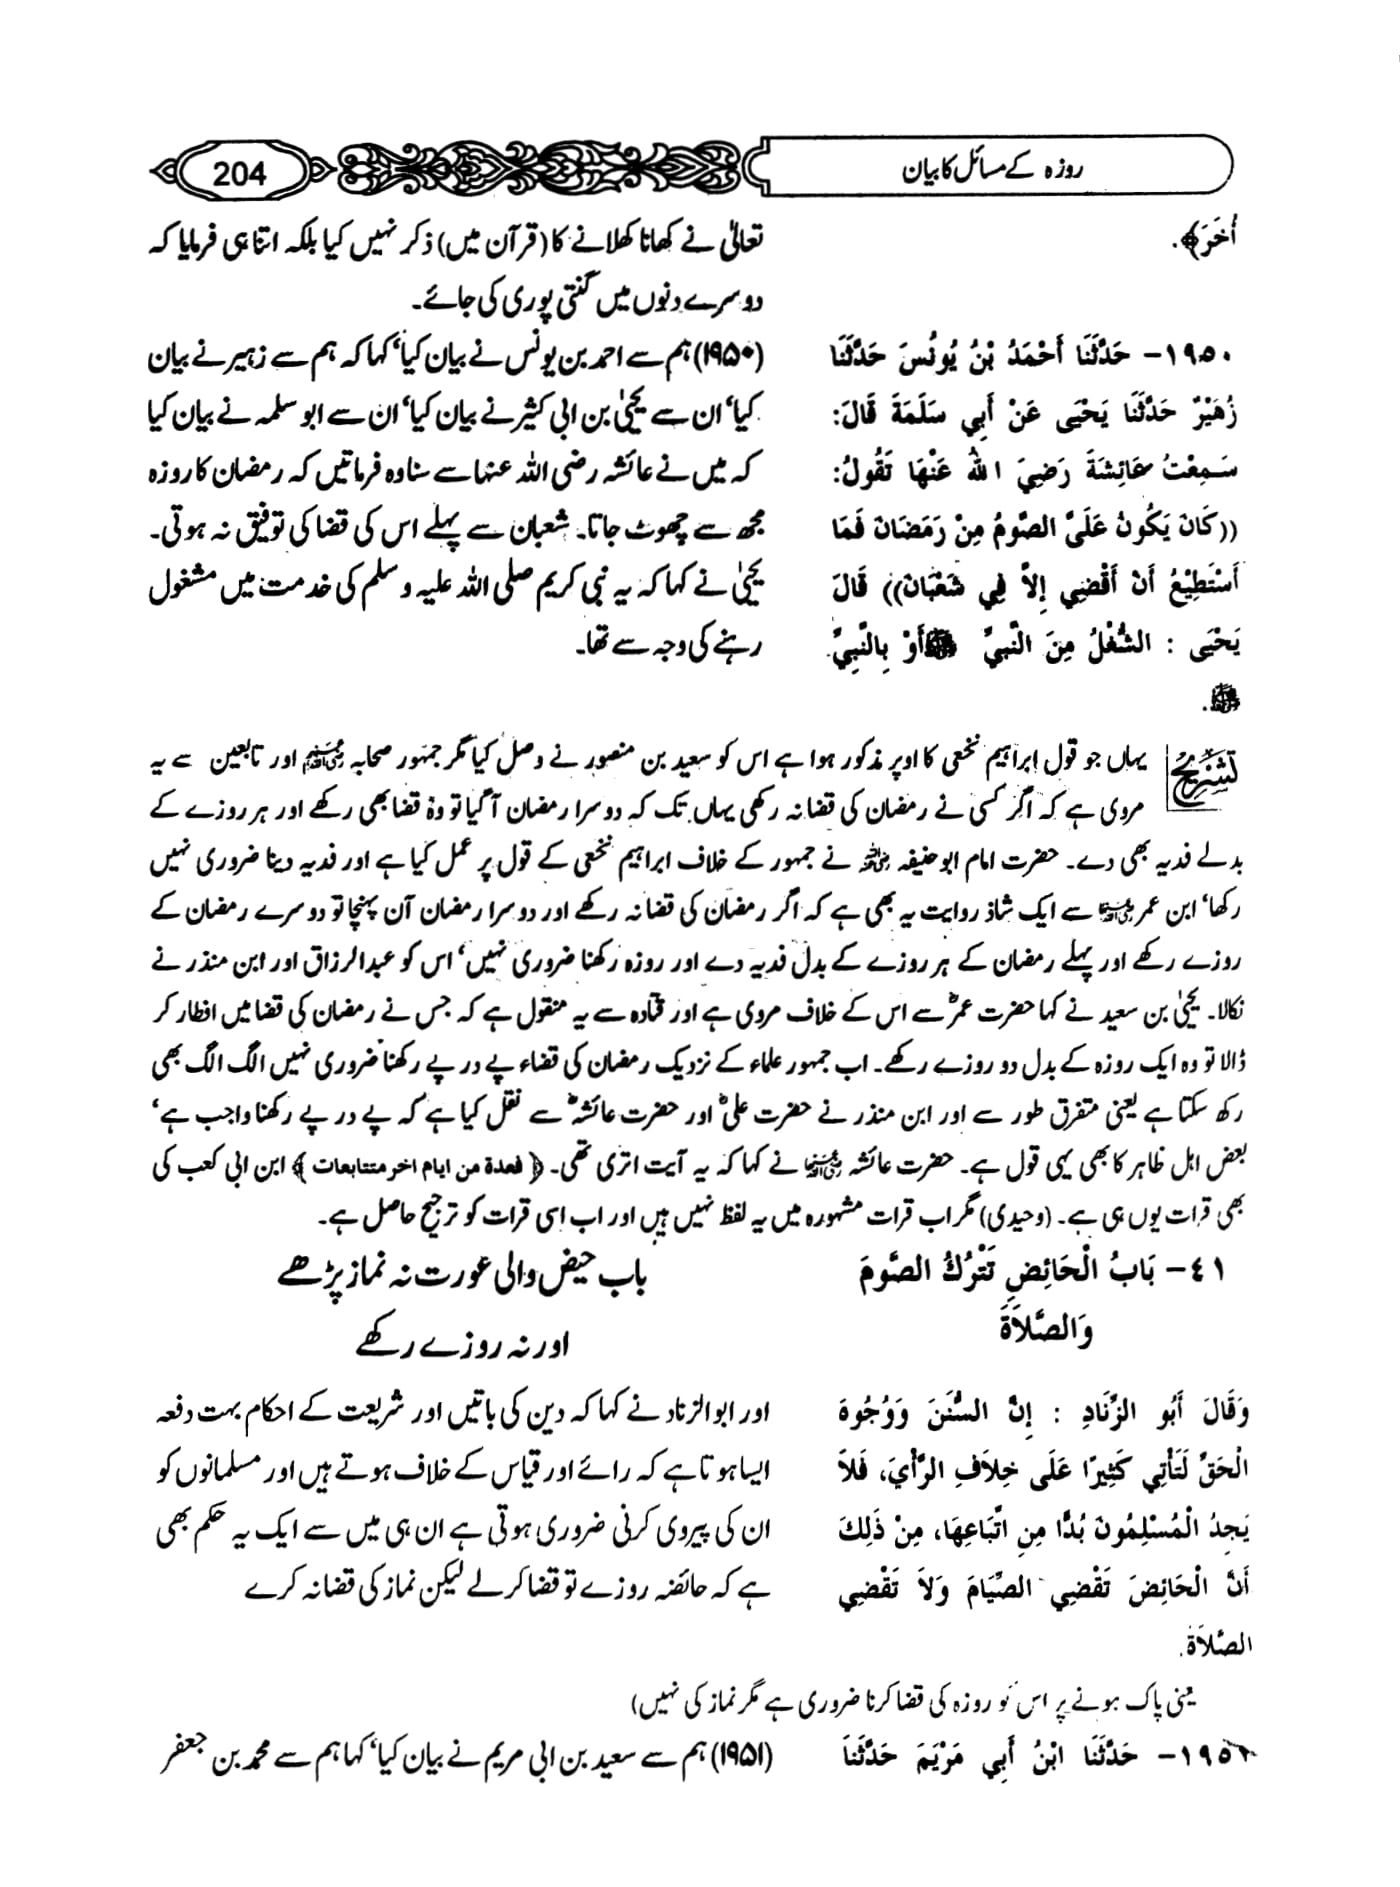 روزہ کے مسائل کا بیان
204
أُخَرَ﴾.
۱۹۵۰- حَدَّثَنَا أَحْمَدُ بْنُ يُونُسَ حَدَّثَنَا
زُهَيْرٌ حَدَّثَنَا يَحْيَى عَنْ أَبِي سَلَمَةَ قَالَ:
سَمِعْتُ عَائِشَةَ رَضِيَ اللهُ عَنْهَا تَقُولُ:
((كَانَ يَكُونُ عَلَيَّ الصَّوْمُ مِنْ رَمَضَانَ فَمَا
أَسْتَطِيْعُ أَنْ أَقْضِي إِلاَّ فِي شَعْبَانَ)) قَالَ
يَحْيَى : الشُّغْلُ مِنَ النَّبِيِّ ﷺ أَوْ بِالنَّبِيِّ
ﷺ.
تعالیٰ نے کھانا کھلانے کا (قرآن میں) ذکر نہیں کیا بلکہ اتنا ہی فرمایا کہ
دوسرے دنوں میں گنتی پوری کی جائے۔
(۱۹۵۰) ہم سے احمد بن یونس نے بیان کیا‘ کہا کہ ہم سے زہیر نے بیان
کیا‘ ان سے یحییٰ بن ابی کثیر نے بیان کیا‘ ان سے ابو سلمہ نے بیان کیا
کہ میں نے عائشہ رضی اللہ عنہا سے سنا وہ فرماتیں کہ رمضان کا روزہ
مجھ سے چھوٹ جاتا۔ شعبان سے پہلے اس کی قضا کی توفیق نہ ہوتی۔
یحییٰ نے کہا کہ یہ نبی کریم صلی اللہ علیہ و سلم کی خدمت میں مشغول
رہنے کی وجہ سے تھا۔
تشریح یہاں جو قول ابراہیم نخعی کا اوپر مذکور ہوا ہے اس کو سعید بن منصور نے وصل کیا مگر جمہور صحابہ رضی اللہ عنہم اور تابعین سے یہ
مروی ہے کہ اگر کسی نے رمضان کی قضا نہ رکھی یہاں تک کہ دوسرا رمضان آگیا تو وہ قضا بھی رکھے اور ہر روزے کے
بدلے فدیہ بھی دے۔ حضرت امام ابو حنیفہ رحمہ اللہ نے جمہور کے خلاف ابراہیم نخعی کے قول پر عمل کیا ہے اور فدیہ دینا ضروری نہیں
رکھا‘ ابن عمر رضی اللہ عنہما سے ایک شاذ روایت یہ بھی ہے کہ اگر رمضان کی قضا نہ رکھے اور دوسرا رمضان آن پہنچا تو دوسرے رمضان کے
روزے رکھے اور پہلے رمضان کے ہر روزے کے بدل فدیہ دے اور روزہ رکھنا ضروری نہیں‘ اس کو عبدالرزاق اور ابن منذر نے
نکالا۔ یحییٰ بن سعید نے کہا حضرت عمرؓ سے اس کے خلاف مروی ہے اور قتادہ سے یہ منقول ہے کہ جس نے رمضان کی قضا میں افطار کر
ڈالا تو وہ ایک روزہ کے بدل دو روزے رکھے۔ اب جمہور علماء کے نزدیک رمضان کی قضاء پے در پے رکھنا ضروری نہیں الگ الگ بھی
رکھ سکتا ہے یعنی متفرق طور سے اور ابن منذر نے حضرت علیؓ اور حضرت عائشہؓ سے نقل کیا ہے کہ پے در پے رکھنا واجب ہے‘
بعض اہل ظاہر کا بھی یہی قول ہے۔ حضرت عائشہ رضی اللہ عنہا نے کہا کہ یہ آیت اتری تھی۔ ﴿ فعدة من ايام اخر متتابعات ﴾ ابن ابی کعب کی
بھی قرات یوں ہی ہے۔ (وحیدی) مگر اب قرات مشہورہ میں یہ لفظ نہیں ہیں اور اب اسی قرات کو ترجیح حاصل ہے۔
٤١- بَابُ الْحَائِضِ تَتْرُكُ الصَّومَ
وَالصَّلاَةَ
باب حیض والی عورت نہ نماز پڑھے
اور نہ روزے رکھے
وَقَالَ أَبُو الزِّنَادِ : إِنَّ السُّنَنَ وَوُجُوهَ
الْحَقِّ لَتَأْتِي كَثِيرًا عَلَى خِلاَفِ الرَّأْيِ، فَلاَ
يَجِدُ الْمُسْلِمُونَ بُدًّا مِنِ اتِّبَاعِهَا، مِنْ ذَلِكَ
أَنَّ الْحَائِضَ تَقْضِي الصِّيَامَ وَلاَ تَقْضِي
الصَّلاَةَ.
اور ابوالزناد نے کہا کہ دین کی باتیں اور شریعت کے احکام بہت دفعہ
ایسا ہوتا ہے کہ رائے اور قیاس کے خلاف ہوتے ہیں اور مسلمانوں کو
ان کی پیروی کرنی ضروری ہوتی ہے ان ہی میں سے ایک یہ حکم بھی
ہے کہ حائضہ روزے تو قضا کر لے لیکن نماز کی قضا نہ کرے
یعنی پاک ہونے پر اس کو روزہ کی قضا کرنا ضروری ہے مگر نماز کی نہیں)
۱۹۵۱- حَدَّثَنَا ابْنُ أَبِي مَرْيَمَ حَدَّثَنَا
(۱۹۵۱) ہم سے سعید بن ابی مریم نے بیان کیا‘ کہا ہم سے محمد بن جعفر